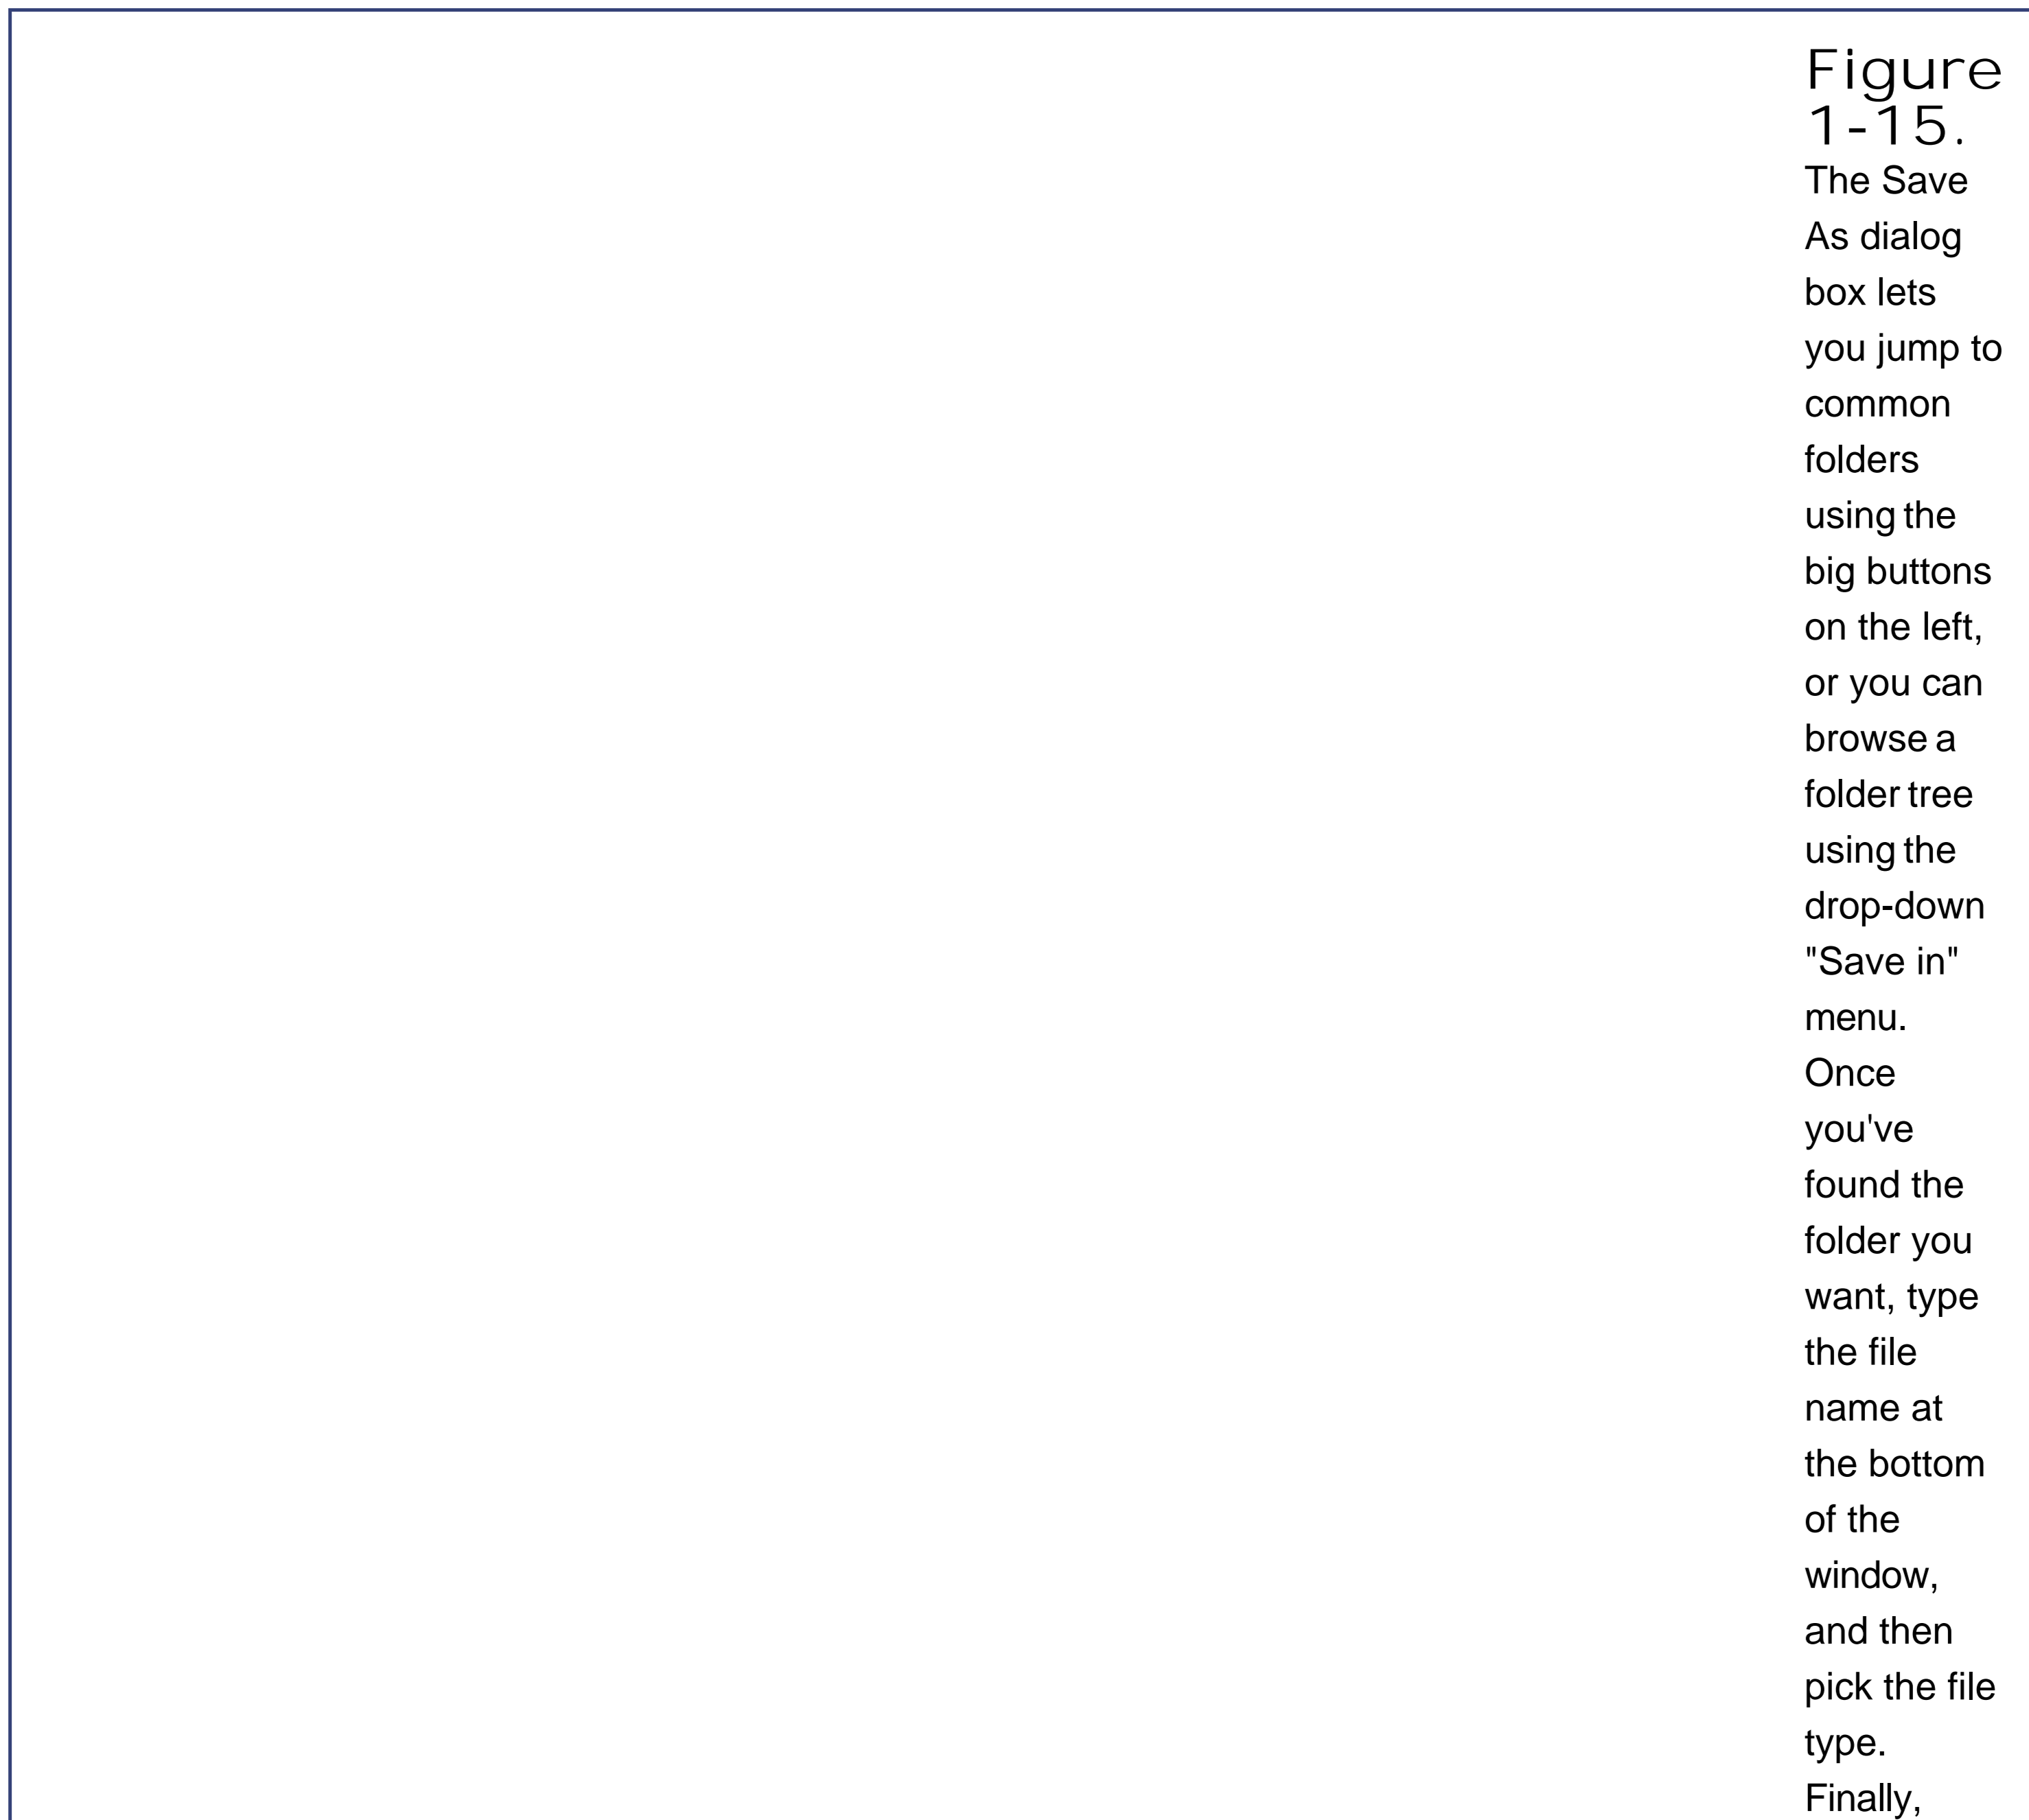 Figure
1-15.
The Save
As dialog
box lets
you jump to
common
folders
using the
big buttons
on the left,
or you can
browse a
folder tree
using the
drop-down
"Save in"
menu.
Once
you've
found the
folder you
want, type
the file
name at
the bottom
of the
window,
and then
pick the file
type.
Finally,